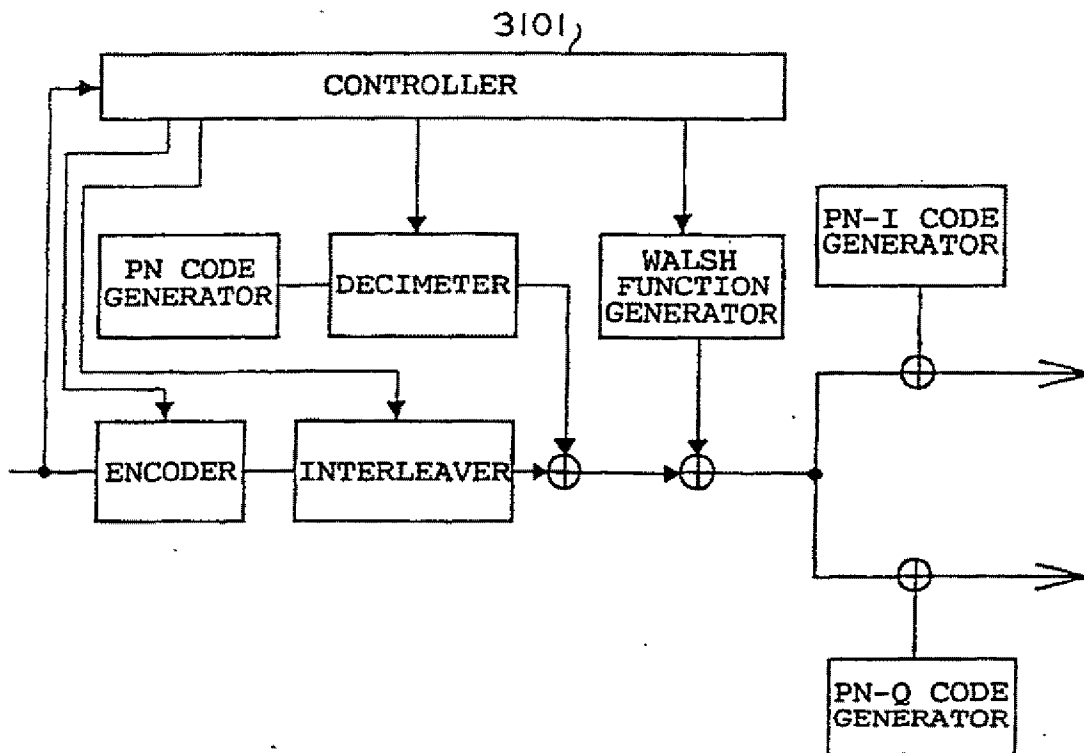 3101
CONTROLLER
PN-I CODE
GENERATOR
PN CODE
GENERATOR
DECIMETER
WALSH
FUNCTION
GENERATOR
ENCODER
INTERLEAVER
PN-Q CODE
GENERATOR